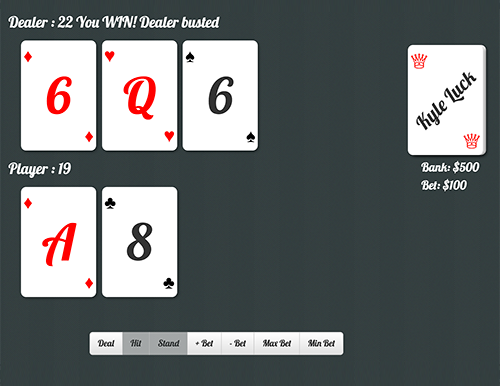 Dealer : 22 You WIN! Dealer busted
6 Q 6
Kyle Luck
Bank: $500
Bet: $100
Player : 19
A 8
Deal Hit Stand + Bet - Bet Max Bet Min Bet